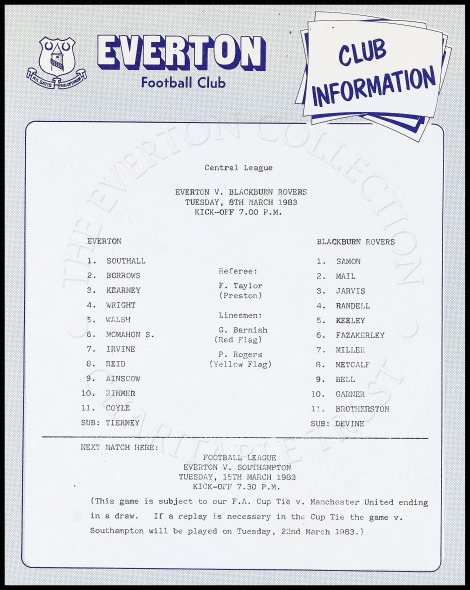 EVERTON
Football Club
CLUB
INFORMATION
THE EVERTON COLLECTION
CHARITABLE TRUST
Central League
EVERTON V. BLACKBURN ROVERS
TUESDAY, 8TH MARCH 1983
KICK-OFF 7.00 P.M.
EVERTON
1. SOUTHALL
2. BORROWS
3. KEARNEY
4. WRIGHT
5. WALSH
6. MCMAHON S.
7. IRVINE
8. REID
9. AINSCOW
10. RIMMER
11. COYLE
SUB: TIERNEY
Referee:
F. Taylor
(Preston)
Linesmen:
G. Barnish
(Red Flag)
P. Rogers
(Yellow Flag)
BLACKBURN ROVERS
1. SAMON
2. MAIL
3. JARVIS
4. RANDELL
5. KEELEY
6. FAZAKERLEY
7. MILLER
8. METCALF
9. BELL
10. GARNER
11. BROTHERSTON
SUB: DEVINE
NEXT MATCH HERE:
FOOTBALL LEAGUE
EVERTON V. SOUTHAMPTON
TUESDAY, 15TH MARCH 1983
KICK-OFF 7.30 P.M.
(This game is subject to our F.A. Cup Tie v. Manchester United ending
in a draw. If a replay is necessary in the Cup Tie the game v.
Southampton will be played on Tuesday, 22nd March 1983.)